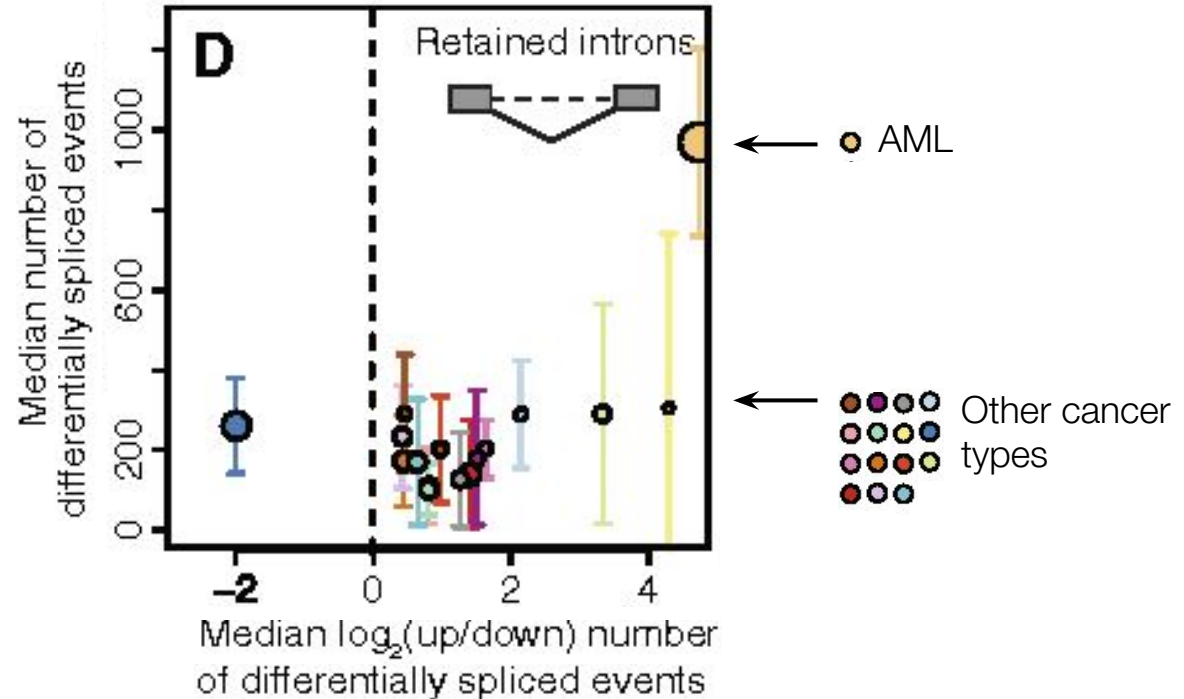 D
Retained introns
Median number of
differentially spliced events
1000
600
200
0
−2
0
2
4
Median log₂(up/down) number
of differentially spliced events
AML
Other cancer
types